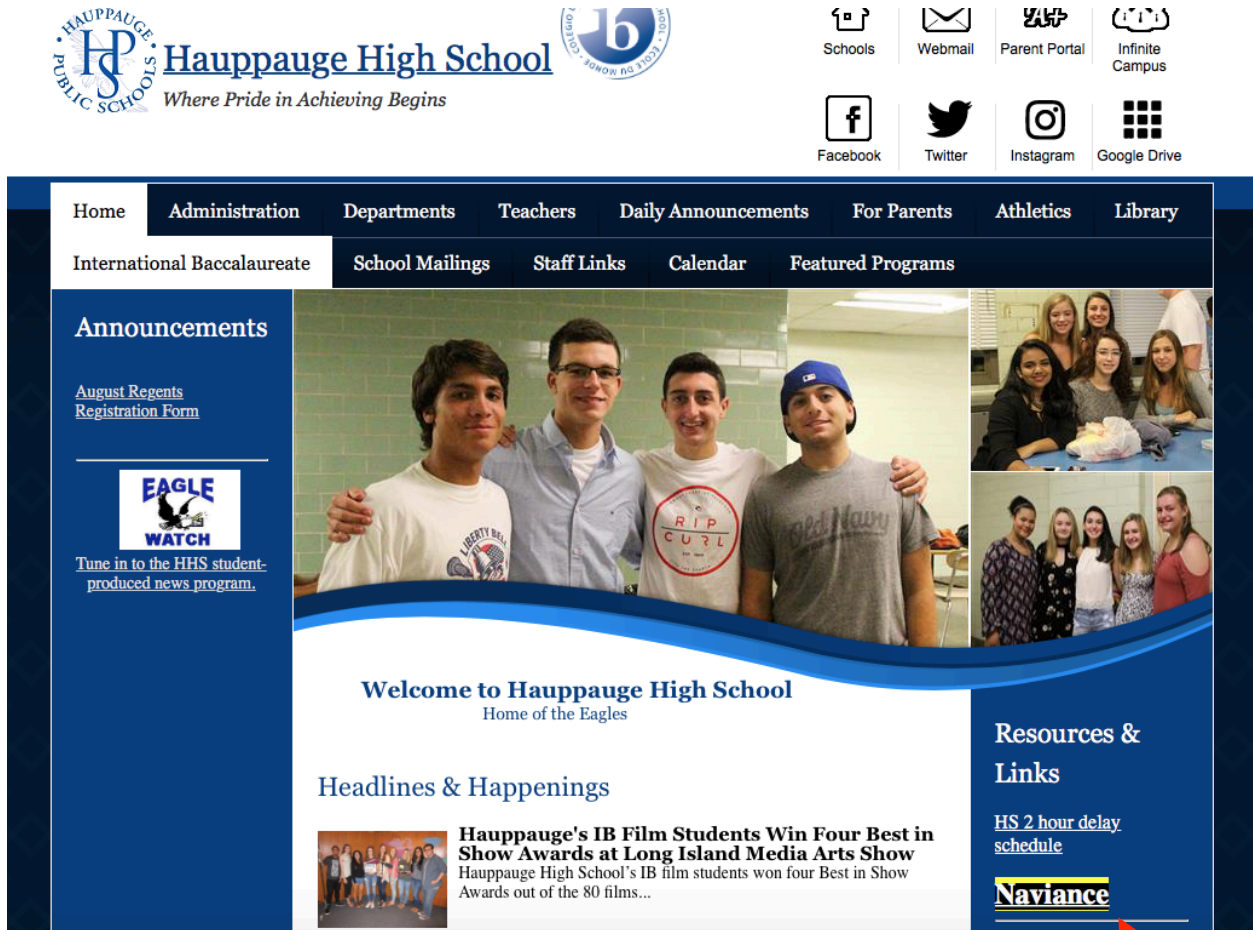 HAUPPAUGE
HPS
PUBLIC SCHOOLS
Hauppauge High School
Where Pride in Achieving Begins
Schools
Webmail
Parent Portal
Infinite
Campus
Facebook
Twitter
Instagram
Google Drive
Home
Administration
Departments
Teachers
Daily Announcements
For Parents
Athletics
Library
International Baccalaureate
School Mailings
Staff Links
Calendar
Featured Programs
Announcements
August Regents
Registration Form
EAGLE
WATCH
Tune in to the HHS student-
produced news program.
LIBERTY BELL
RIP
CURL
Old Navy
Welcome to Hauppauge High School
Home of the Eagles
Headlines & Happenings
Hauppauge's IB Film Students Win Four Best in
Show Awards at Long Island Media Arts Show
Hauppauge High School's IB film students won four Best in Show
Awards out of the 80 films...
Resources &
Links
HS 2 hour delay
schedule
Naviance